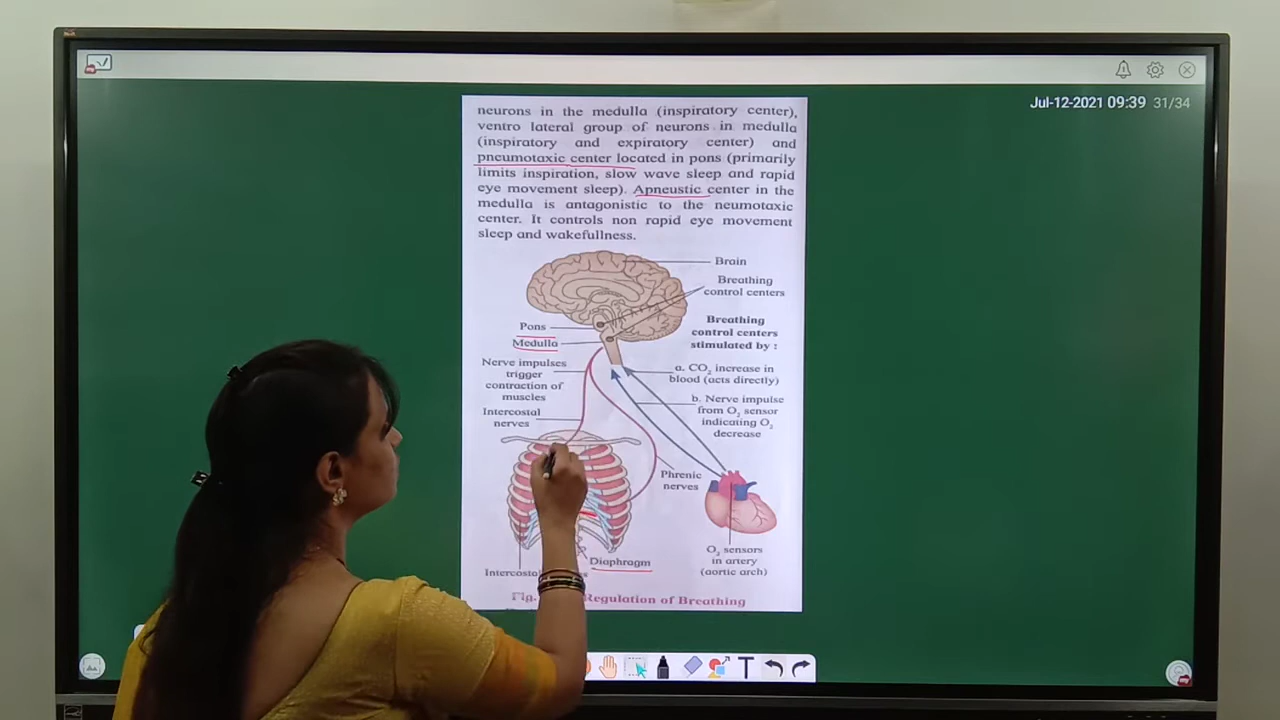 Jul-12-2021 09:39 31/34
neurons in the medulla (inspiratory center),
ventro lateral group of neurons in medulla
(inspiratory and expiratory center) and
pneumotaxic center located in pons (primarily
limits inspiration, slow wave sleep and rapid
eye movement sleep). Apneustic center in the
medulla is antagonistic to the neumotaxic
center. It controls non rapid eye movement
sleep and wakefullness.
Brain
Breathing
control centers
Pons
Medulla
Breathing
control centers
stimulated by :
Nerve impulses
trigger
contraction of
muscles
a. CO2 increase in
blood (acts directly)
b. Nerve impulse
from O2 sensor
indicating O2
decrease
Intercostal
nerves
Phrenic
nerves
O2 sensors
in artery
(aortic arch)
Diaphragm
Fig. Regulation of Breathing
T